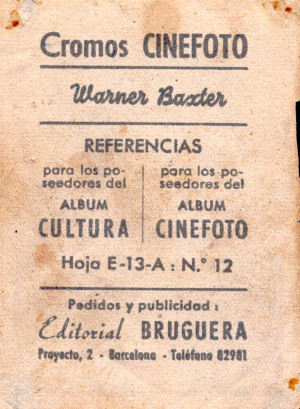 Cromos CINEFOTO
Warner Baxter
REFERENCIAS
para los po-
seedores del
ALBUM
CULTURA
para los po-
seedores del
ALBUM
CINEFOTO
Hoja E-13-A : N.º 12
Pedidos y publicidad :
Editorial BRUGUERA
Proyecto, 2 - Barcelona - Teléfono 82981